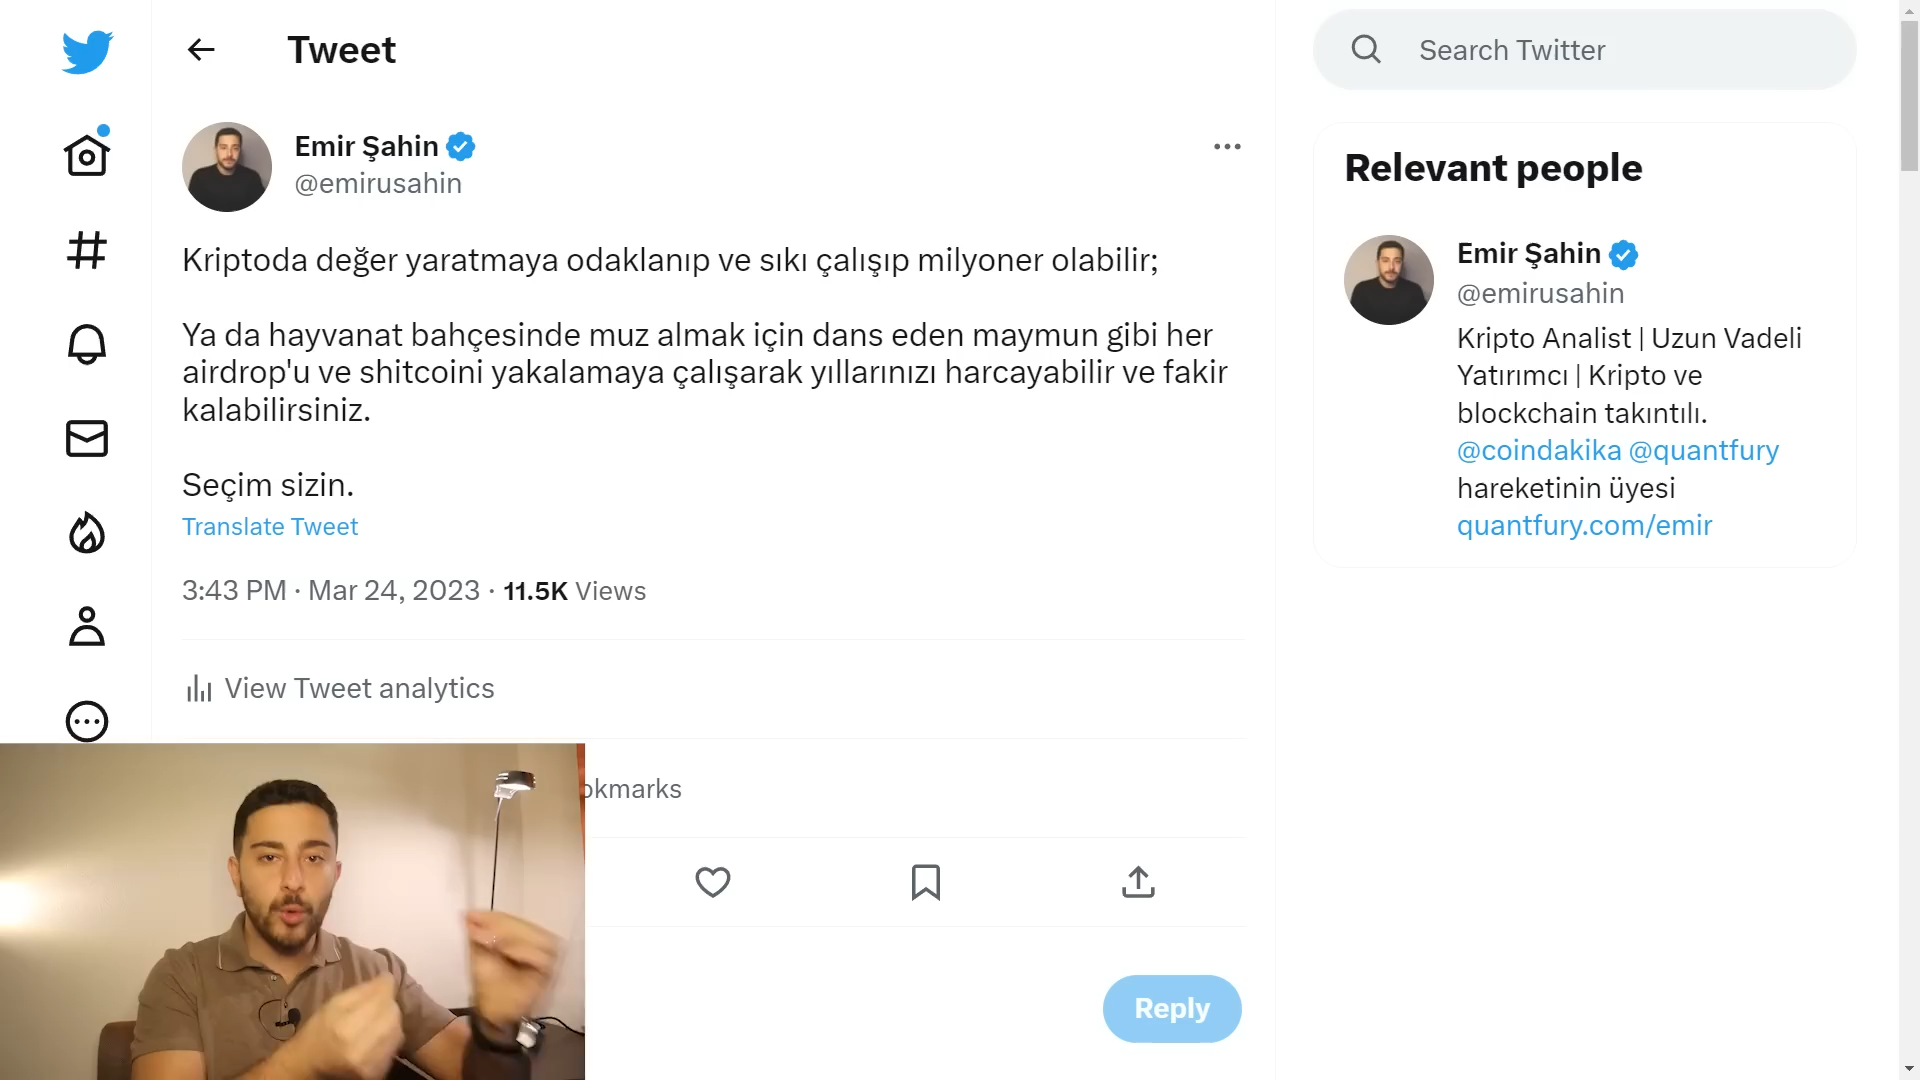 Tweet
Search Twitter
Emir Şahin
@emirusahin
Kriptoda değer yaratmaya odaklanıp ve sıkı çalışıp milyoner olabilir;
Ya da hayvanat bahçesinde muz almak için dans eden maymun gibi her
airdrop'u ve shitcoini yakalamaya çalışarak yıllarınızı harcayabilir ve fakir
kalabilirsiniz.
Seçim sizin.
Translate Tweet
3:43 PM · Mar 24, 2023 · 11.5K Views
View Tweet analytics
okmarks
Reply
Relevant people
Emir Şahin
@emirusahin
Kripto Analist | Uzun Vadeli
Yatırımcı | Kripto ve
blockchain takıntılı.
@coindakika @quantfury
hareketinin üyesi
quantfury.com/emir